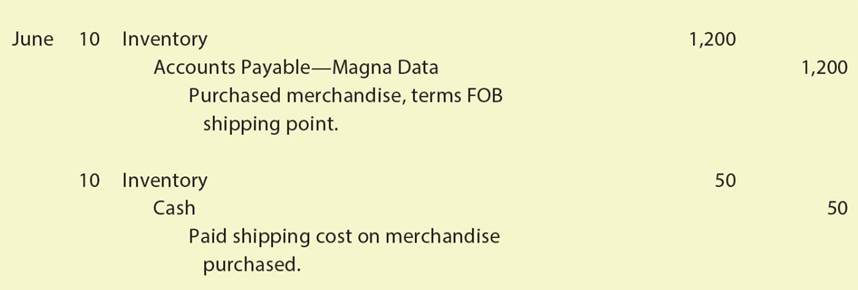 June 10 Inventory 1,200
Accounts Payable—Magna Data 1,200
Purchased merchandise, terms FOB
shipping point.
10 Inventory 50
Cash 50
Paid shipping cost on merchandise
purchased.